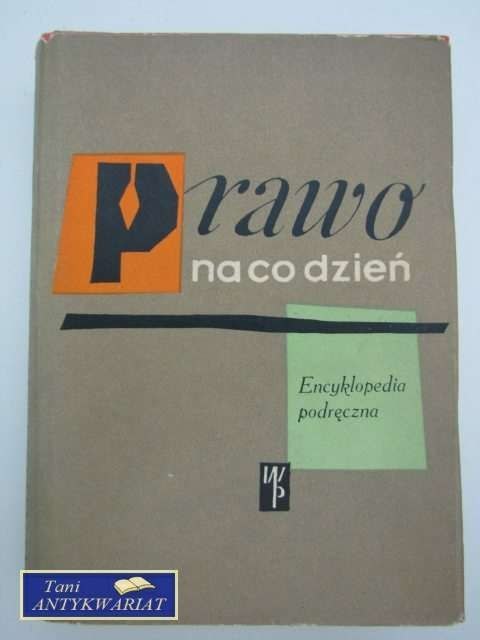 Prawo
na co dzień
Encyklopedia
podręczna
WP
Tani
ANTYKWARIAT